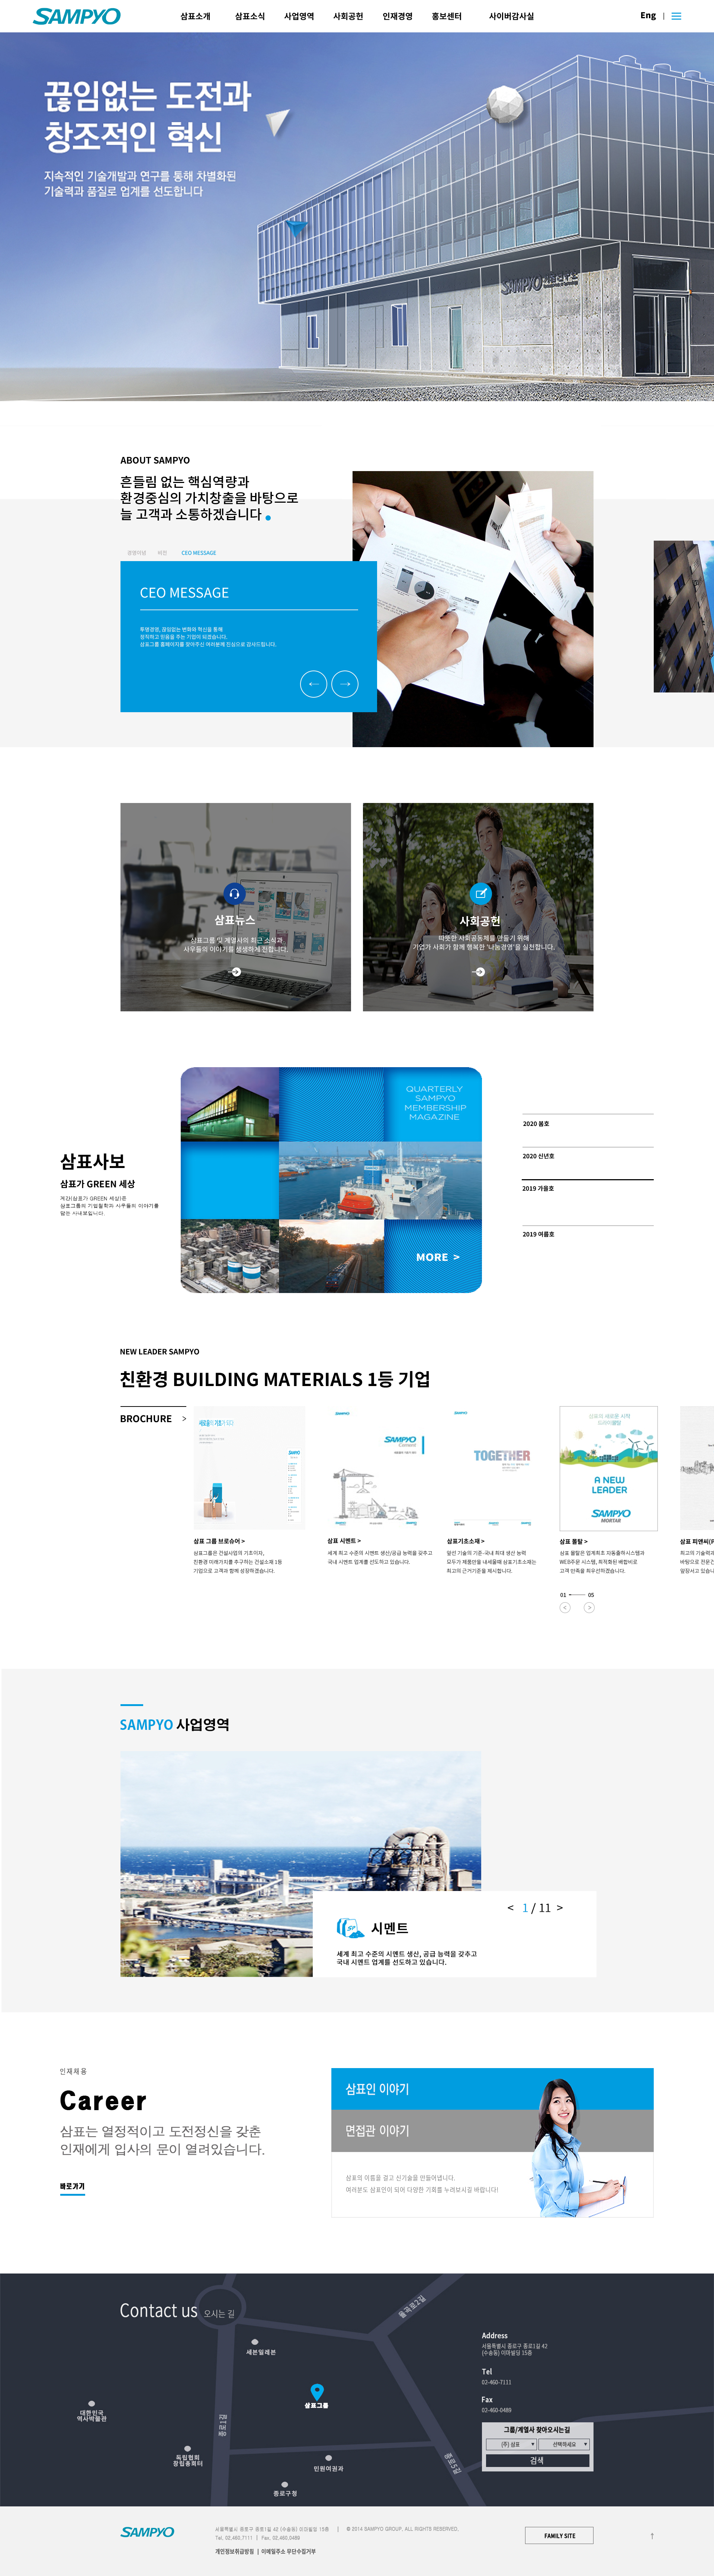 SAMPYO
삼표소개 삼표소식 사업영역 사회공헌 인재경영 홍보센터 사이버감사실
Eng |
끊임없는 도전과
창조적인 혁신
지속적인 기술개발과 연구를 통해 차별화된
기술력과 품질로 업계를 선도합니다
SAMPYO
ABOUT SAMPYO
흔들림 없는 핵심역량과
환경중심의 가치창출을 바탕으로
늘 고객과 소통하겠습니다
경영이념 비전 CEO MESSAGE
CEO MESSAGE
투명경영, 끊임없는 변화와 혁신을 통해
정직하고 믿음을 주는 기업이 되겠습니다.
삼표그룹 홈페이지를 찾아주신 여러분께 진심으로 감사드립니다.
삼표뉴스
삼표그룹 및 계열사의 최근 소식과
사우들의 이야기를 생생하게 전합니다.
사회공헌
따뜻한 사회공동체를 만들기 위해
기업가 사회가 함께 행복한 '나눔경영'을 실천합니다.
삼표사보
삼표가 GREEN 세상
계간(삼표가 GREEN 세상)은
삼표그룹의 기업철학과 사우들의 이야기를
담는 사내보입니다.
QUARTERLY
SAMPYO
MEMBERSHIP
MAGAZINE
MORE >
2020 봄호
2020 신년호
2019 가을호
2019 여름호
NEW LEADER SAMPYO
친환경 BUILDING MATERIALS 1등 기업
BROCHURE >
SAMPYO
SAMPYO
Cement
TOGETHER
A NEW
LEADER
SAMPYO
MORTAR
삼표 그룹 브로슈어 >
삼표그룹은 건설사업의 기초이자,
친환경 미래가치를 추구하는 건설소재 1등
기업으로 고객과 함께 성장하겠습니다.
삼표 시멘트 >
세계 최고 수준의 시멘트 생산/공급 능력을 갖추고
국내 시멘트 업계를 선도하고 있습니다.
삼표기초소재 >
앞선 기술의 기준-국내 최대 생산 능력
모두가 제품만을 내세울때 삼표기초소재는
최고의 근거기준을 제시합니다.
삼표 몰탈 >
삼표 몰탈은 업계최초 자동출하시스템과
WEB주문 시스템, 최적화된 배합비로
고객 만족을 최우선하겠습니다.
삼표 피앤씨(P
최고의 기술력과
바탕으로 전문건
앞장서고 있습니
01 05
< >
SAMPYO 사업영역
< 1 / 11 >
SP
시멘트
세계 최고 수준의 시멘트 생산, 공급 능력을 갖추고
국내 시멘트 업계를 선도하고 있습니다.
인재채용
Career
삼표는 열정적이고 도전정신을 갖춘
인재에게 입사의 문이 열려있습니다.
바로가기
삼표인 이야기
면접관 이야기
삼표의 이름을 걸고 신기술을 만들어냅니다.
여러분도 삼표인이 되어 다양한 기회를 누려보시길 바랍니다!
Contact us 오시는 길
율곡로2길
세븐일레븐
대한민국
역사박물관
삼표그룹
종로1길
독립협회
창립총회터
민원여권과
종로구청
종로5길
Address
서울특별시 종로구 종로1길 42
(수송동) 이마빌딩 15층
Tel
02-460-7111
Fax
02-460-0489
그룹/계열사 찾아오시는길
(주) 삼표 ▼ 선택하세요 ▼
검색
SAMPYO
서울특별시 종로구 종로1길 42 (수송동) 이마빌딩 15층 | © 2014 SAMPYO GROUP. ALL RIGHTS RESERVED.
Tel. 02.460.7111 | Fax. 02.460.0489
개인정보취급방침 | 이메일주소 무단수집거부
FAMILY SITE
↑